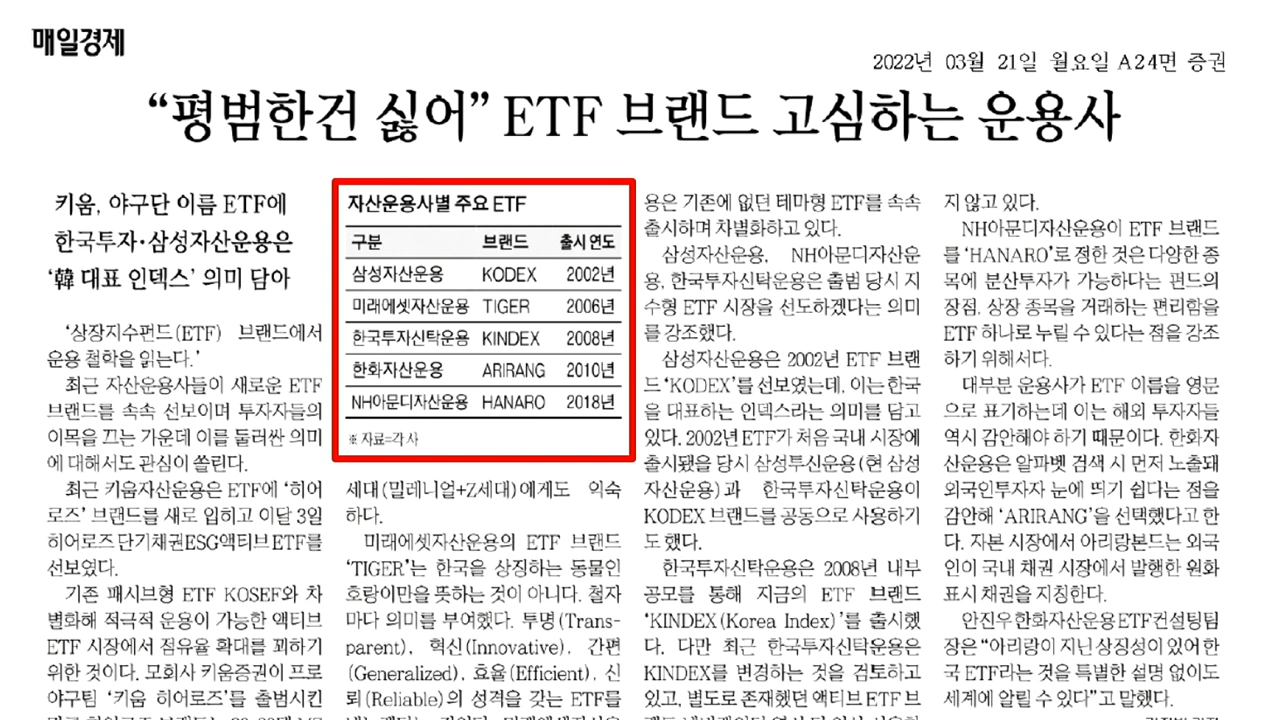 매일경제
2022년 03월 21일 월요일 A24면 증권
“평범한건 싫어” ETF 브랜드 고심하는 운용사
키움, 야구단 이름 ETF에
한국투자·삼성자산운용은
‘韓 대표 인덱스’ 의미 담아
‘상장지수펀드(ETF) 브랜드에서
운용 철학을 읽는다.’
최근 자산운용사들이 새로운 ETF
브랜드를 속속 선보이며 투자자들의
이목을 끄는 가운데 이를 둘러싼 의미
에 대해서도 관심이 쏠린다.
최근 키움자산운용은 ETF에 ‘히어
로즈’ 브랜드를 새로 입히고 이달 3일
히어로즈단기채권ESG액티브ETF를
선보였다.
기존 패시브형 ETF KOSEF와 차
별화해 적극적 운용이 가능한 액티브
ETF 시장에서 점유율 확대를 꾀하기
위한 것이다. 모회사 키움증권이 프로
야구팀 ‘키움 히어로즈’를 출범시킨
자산운용사별 주요 ETF
구분 브랜드 출시 연도
삼성자산운용 KODEX 2002년
미래에셋자산운용 TIGER 2006년
한국투자신탁운용 KINDEX 2008년
한화자산운용 ARIRANG 2010년
NH아문디자산운용 HANARO 2018년
※ 자료=각 사
세대(밀레니얼+Z세대)에게도 익숙
하다.
미래에셋자산운용의 ETF 브랜드
‘TIGER’는 한국을 상징하는 동물인
호랑이만을 뜻하는 것이 아니다. 철자
마다 의미를 부여했다. 투명(Trans-
parent), 혁신(Innovative), 간편
(Generalized), 효율(Efficient), 신
뢰(Reliable)의 성격을 갖는 ETF를
용은 기존에 없던 테마형 ETF를 속속
출시하며 차별화하고 있다.
삼성자산운용, NH아문디자산운
용, 한국투자신탁운용은 출범 당시 지
수형 ETF 시장을 선도하겠다는 의미
를 강조했다.
삼성자산운용은 2002년 ETF 브랜
드 ‘KODEX’를 선보였는데, 이는 한국
을 대표하는 인덱스라는 의미를 담고
있다. 2002년 ETF가 처음 국내 시장에
출시됐을 당시 삼성투신운용(현 삼성
자산운용)과 한국투자신탁운용이
KODEX 브랜드를 공동으로 사용하기
도 했다.
한국투자신탁운용은 2008년 내부
공모를 통해 지금의 ETF 브랜드
‘KINDEX(Korea Index)’를 출시했
다. 다만 최근 한국투자신탁운용은
KINDEX를 변경하는 것을 검토하고
있고, 별도로 존재했던 액티브 ETF 브
지 않고 있다.
NH아문디자산운용이 ETF 브랜드
를 ‘HANARO’로 정한 것은 다양한 종
목에 분산투자가 가능하다는 펀드의
장점, 상장 종목을 거래하는 편리함을
ETF 하나로 누릴 수 있다는 점을 강조
하기 위해서다.
대부분 운용사가 ETF 이름을 영문
으로 표기하는데 이는 해외 투자자들
역시 감안해야 하기 때문이다. 한화자
산운용은 알파벳 검색 시 먼저 노출돼
외국인투자자 눈에 띄기 쉽다는 점을
감안해 ‘ARIRANG’을 선택했다고 한
다. 자본 시장에서 아리랑본드는 외국
인이 국내 채권 시장에서 발행한 원화
표시 채권을 지칭한다.
안진우 한화자산운용 ETF컨설팅팀
장은 “아리랑이 지닌 상징성이 있어 한
국 ETF라는 것을 특별한 설명 없이도
세계에 알릴 수 있다”고 말했다.